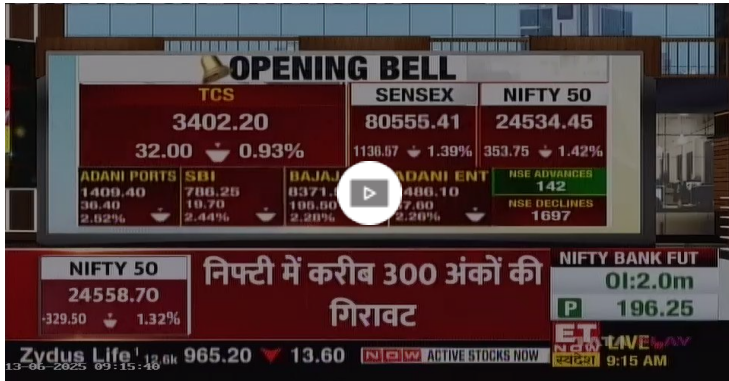 OPENING BELL
TCS
3402.20
32.00 0.93%
SENSEX
80555.41
1136.57 1.39%
NIFTY 50
24534.45
353.75 1.42%
ADANI PORTS
1409.40
36.40
2.52%
SBI
786.25
19.70
2.44%
BAJAJ
8371.
195.50
2.28%
ADANI ENT
486.10
7.60
2.26%
NSE ADVANCES
142
NSE DECLINES
1697
NIFTY 50
24558.70
-329.50 1.32%
निफ्टी में करीब 300 अंकों की
गिरावट
NIFTY BANK FUT
OI:2.0m
P 196.25
Zydus Life 12.6k 965.20 13.60 NOW ACTIVE STOCKS NOW
ET NOW स्वदेश
LIVE
9:15 AM
13-06-2025 09:15:40